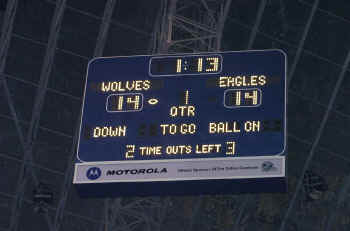 1:13
WOLVES EAGLES
14 1 14
QTR
DOWN TO GO BALL ON
2 TIME OUTS LEFT 3
MOTOROLA